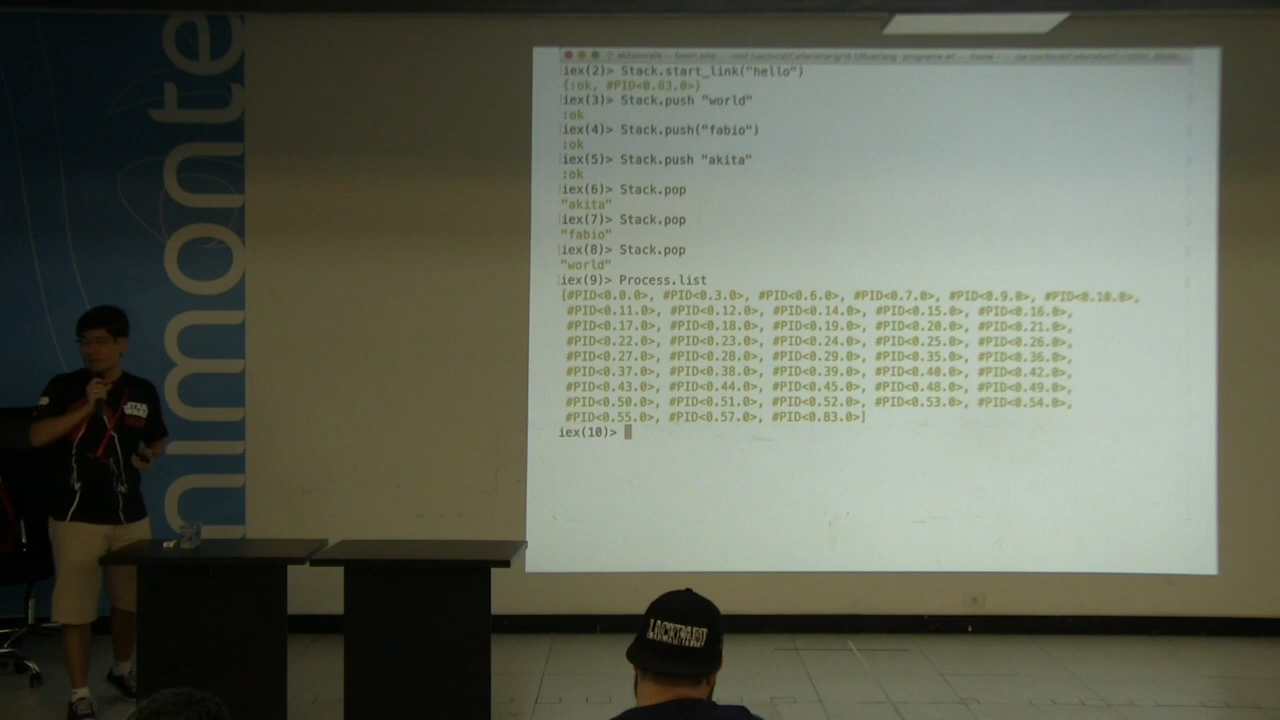 iex(2)> Stack.start_link("hello")
{:ok, #PID<0.83.0>}
iex(3)> Stack.push "world"
:ok
iex(4)> Stack.push("fabio")
:ok
iex(5)> Stack.push "akita"
:ok
iex(6)> Stack.pop
"akita"
iex(7)> Stack.pop
"fabio"
iex(8)> Stack.pop
"world"
iex(9)> Process.list
[#PID<0.0.0>, #PID<0.3.0>, #PID<0.6.0>, #PID<0.7.0>, #PID<0.9.0>, #PID<0.10.0>,
#PID<0.11.0>, #PID<0.12.0>, #PID<0.14.0>, #PID<0.15.0>, #PID<0.16.0>,
#PID<0.17.0>, #PID<0.18.0>, #PID<0.19.0>, #PID<0.20.0>, #PID<0.21.0>,
#PID<0.22.0>, #PID<0.23.0>, #PID<0.24.0>, #PID<0.25.0>, #PID<0.26.0>,
#PID<0.27.0>, #PID<0.28.0>, #PID<0.29.0>, #PID<0.35.0>, #PID<0.36.0>,
#PID<0.37.0>, #PID<0.38.0>, #PID<0.39.0>, #PID<0.40.0>, #PID<0.42.0>,
#PID<0.43.0>, #PID<0.44.0>, #PID<0.45.0>, #PID<0.48.0>, #PID<0.49.0>,
#PID<0.50.0>, #PID<0.51.0>, #PID<0.52.0>, #PID<0.53.0>, #PID<0.54.0>,
#PID<0.55.0>, #PID<0.57.0>, #PID<0.83.0>]
iex(10)>
nimonte
STAR